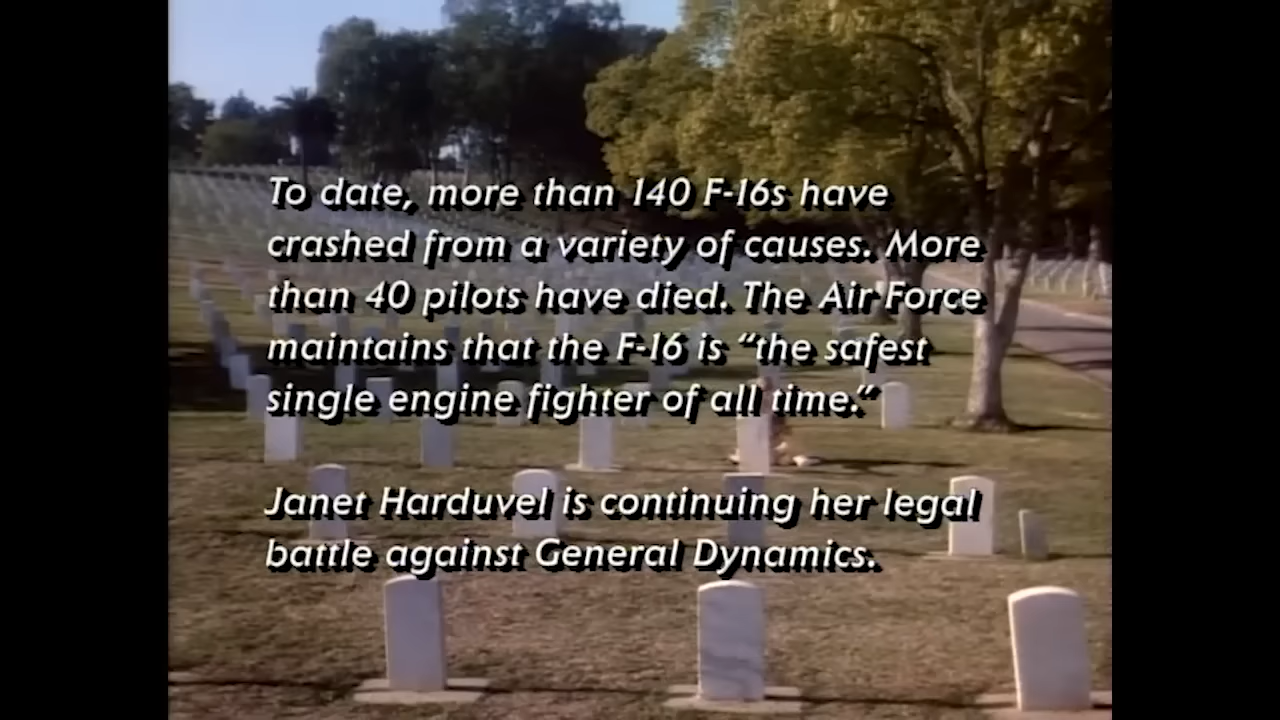 To date, more than 140 F-16s have
crashed from a variety of causes. More
than 40 pilots have died. The Air Force
maintains that the F-16 is “the safest
single engine fighter of all time.”
Janet Harduvel is continuing her legal
battle against General Dynamics.